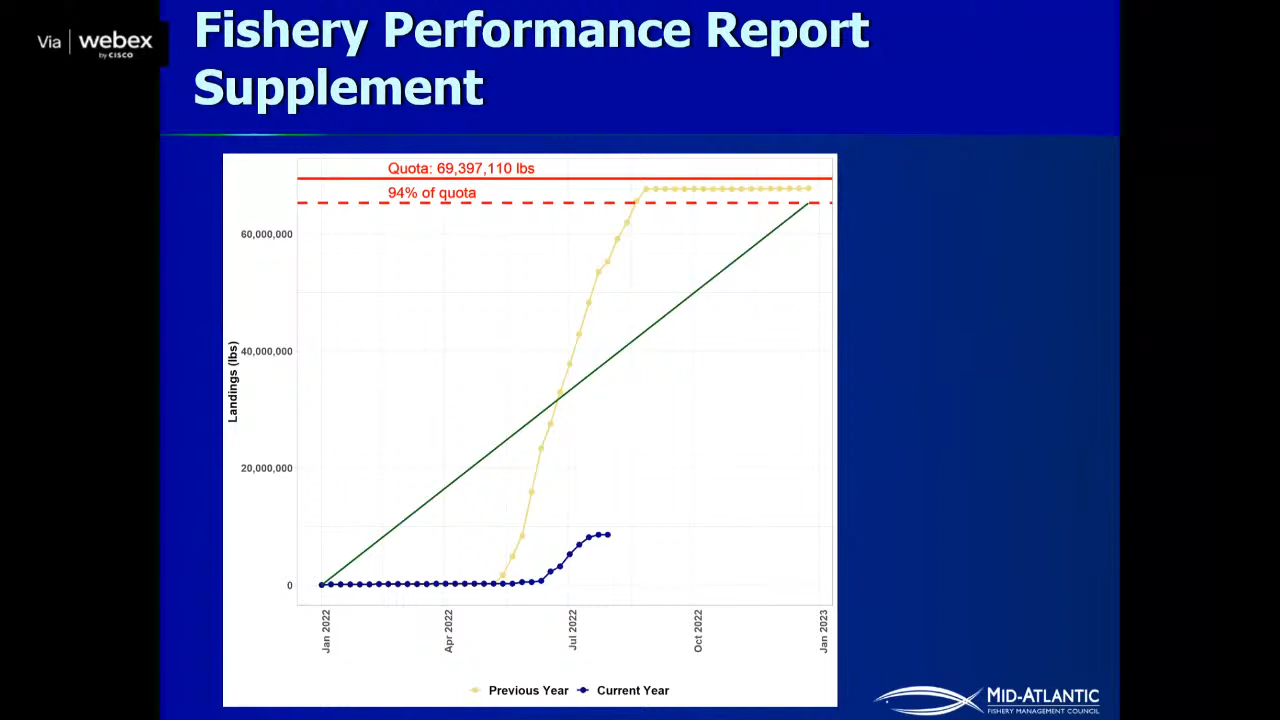 Via webex
by CISCO
Fishery Performance Report
Supplement
Quota: 69,397,110 lbs
94% of quota
60,000,000
40,000,000
20,000,000
0
Landings (lbs)
Jan 2022
Apr 2022
Jul 2022
Oct 2022
Jan 2023
Previous Year
Current Year
MID-ATLANTIC
FISHERY MANAGEMENT COUNCIL